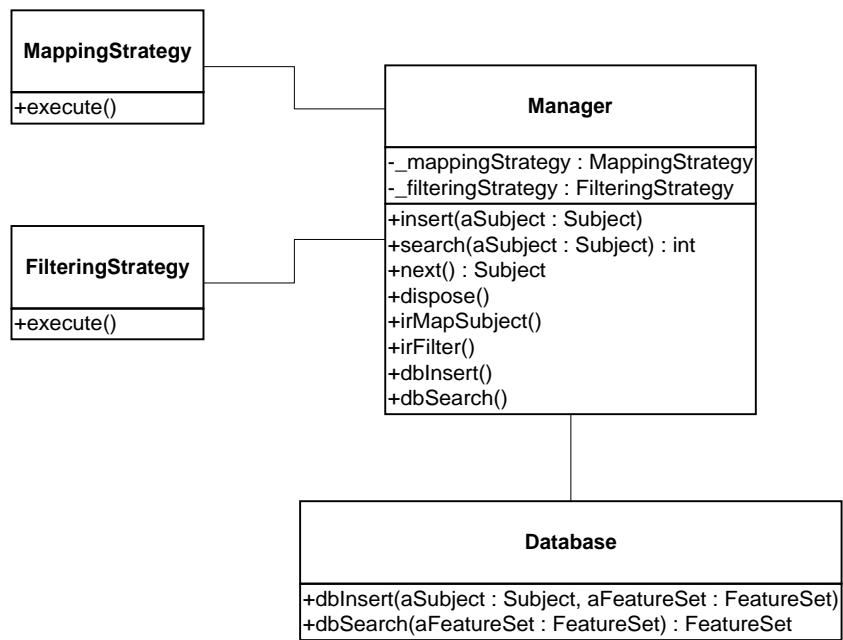 MappingStrategy
+execute()
FilteringStrategy
+execute()
Manager
-_mappingStrategy : MappingStrategy
-_filteringStrategy : FilteringStrategy
+insert(aSubject : Subject)
+search(aSubject : Subject) : int
+next() : Subject
+dispose()
+irMapSubject()
+irFilter()
+dbInsert()
+dbSearch()
Database
+dbInsert(aSubject : Subject, aFeatureSet : FeatureSet)
+dbSearch(aFeatureSet : FeatureSet) : FeatureSet